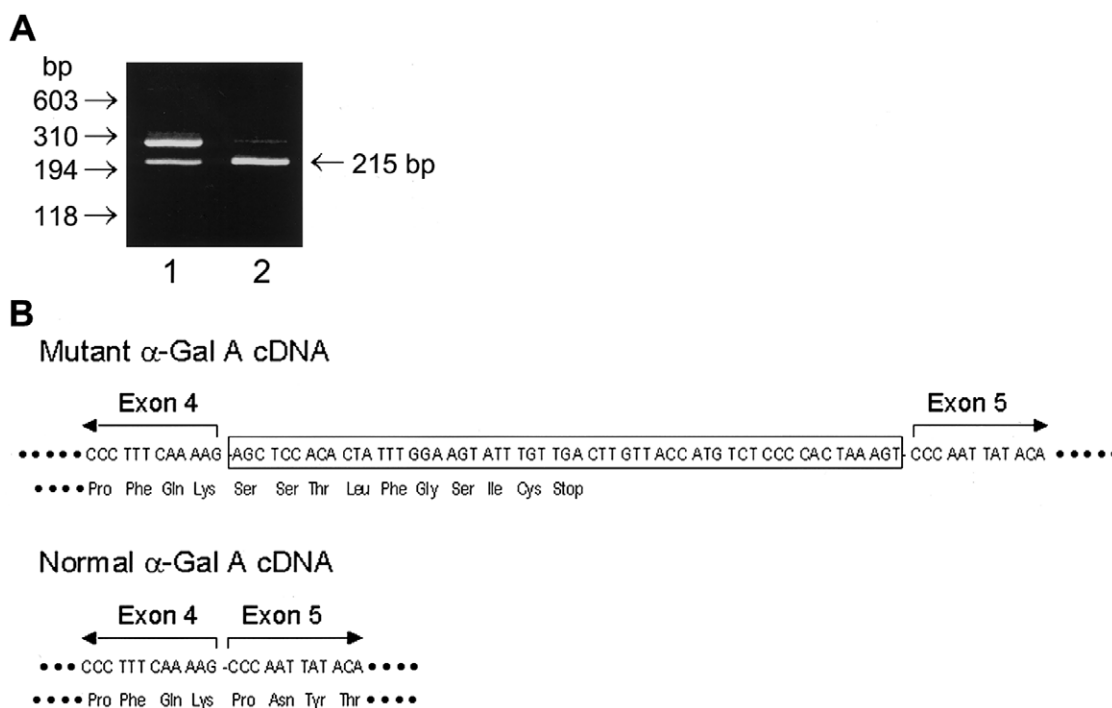 A
bp
603 →
310 →
194 →
118 →
← 215 bp
1 2
B
Mutant α-Gal A cDNA
Exon 4 Exon 5
•••••CCC TTT CAA AAG -AGC TCC ACA CTA TTT GGA AGT ATT TGT TGA CTT GTT ACC ATG TCT CCC CAC TAA AGT- CCC AAT TAT ACA •••••
••••Pro Phe Gln Lys Ser Ser Thr Leu Phe Gly Ser Ile Cys Stop
Normal α-Gal A cDNA
Exon 4 Exon 5
•••CCC TTT CAA AAG -CCC AAT TAT ACA••••
••••Pro Phe Gln Lys Pro Asn Tyr Thr••••